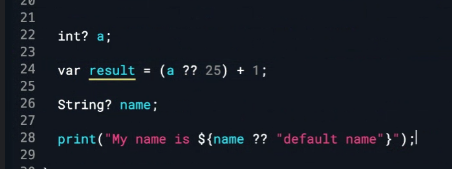 21
22 int? a;
23
24 var result = (a ?? 25) + 1;
25
26 String? name;
27
28 print("My name is ${name ?? "default name"}");
29